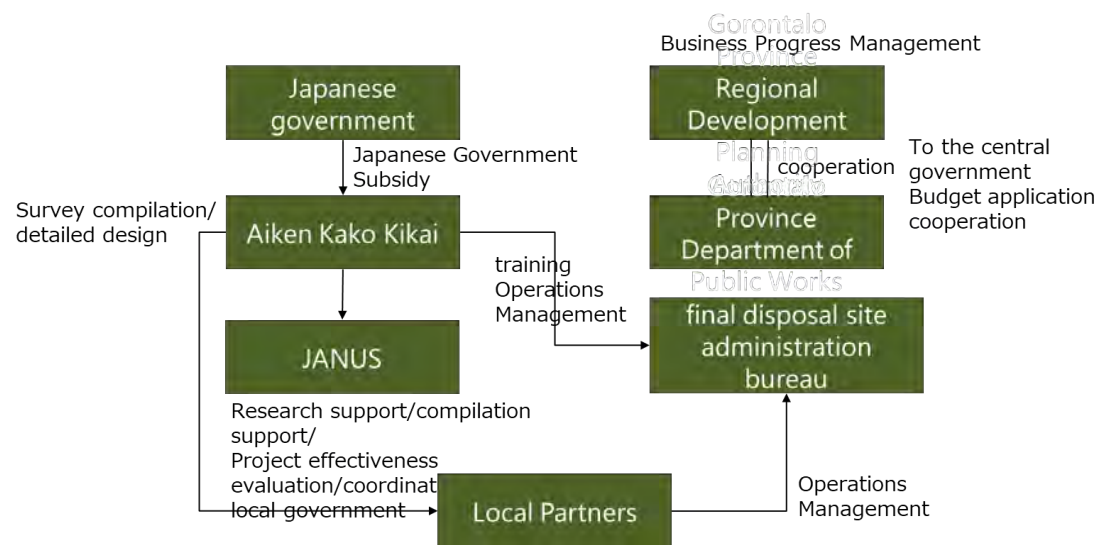 Gorontalo
Business Progress Management
Province
Japanese
government
Regional
Development
Planning
Authority
Japanese Government
Subsidy
cooperation
To the central
government
Budget application
cooperation
Survey compilation/
detailed design
Aiken Kako Kikai
Gorontalo
Province
Department of
Public Works
training
Operations
Management
final disposal site
administration
bureau
JANUS
Research support/compilation
support/
Project effectiveness
evaluation/coordinat
local government
Local Partners
Operations
Management